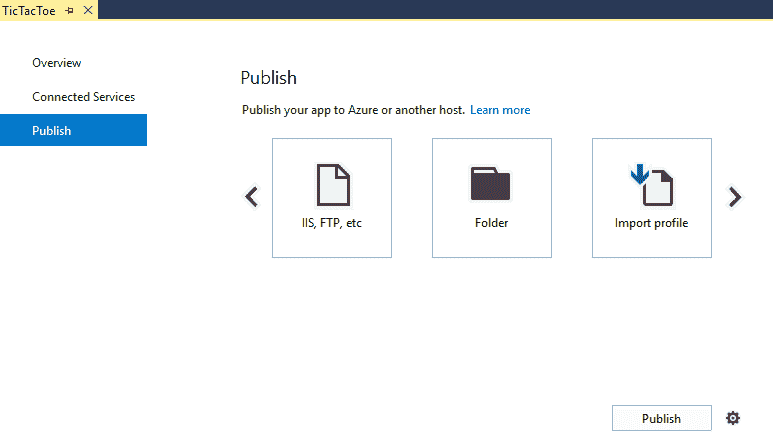 TicTacToe
Overview
Connected Services
Publish
Publish
Publish your app to Azure or another host. Learn more
IIS, FTP, etc
Folder
Import profile
Publish